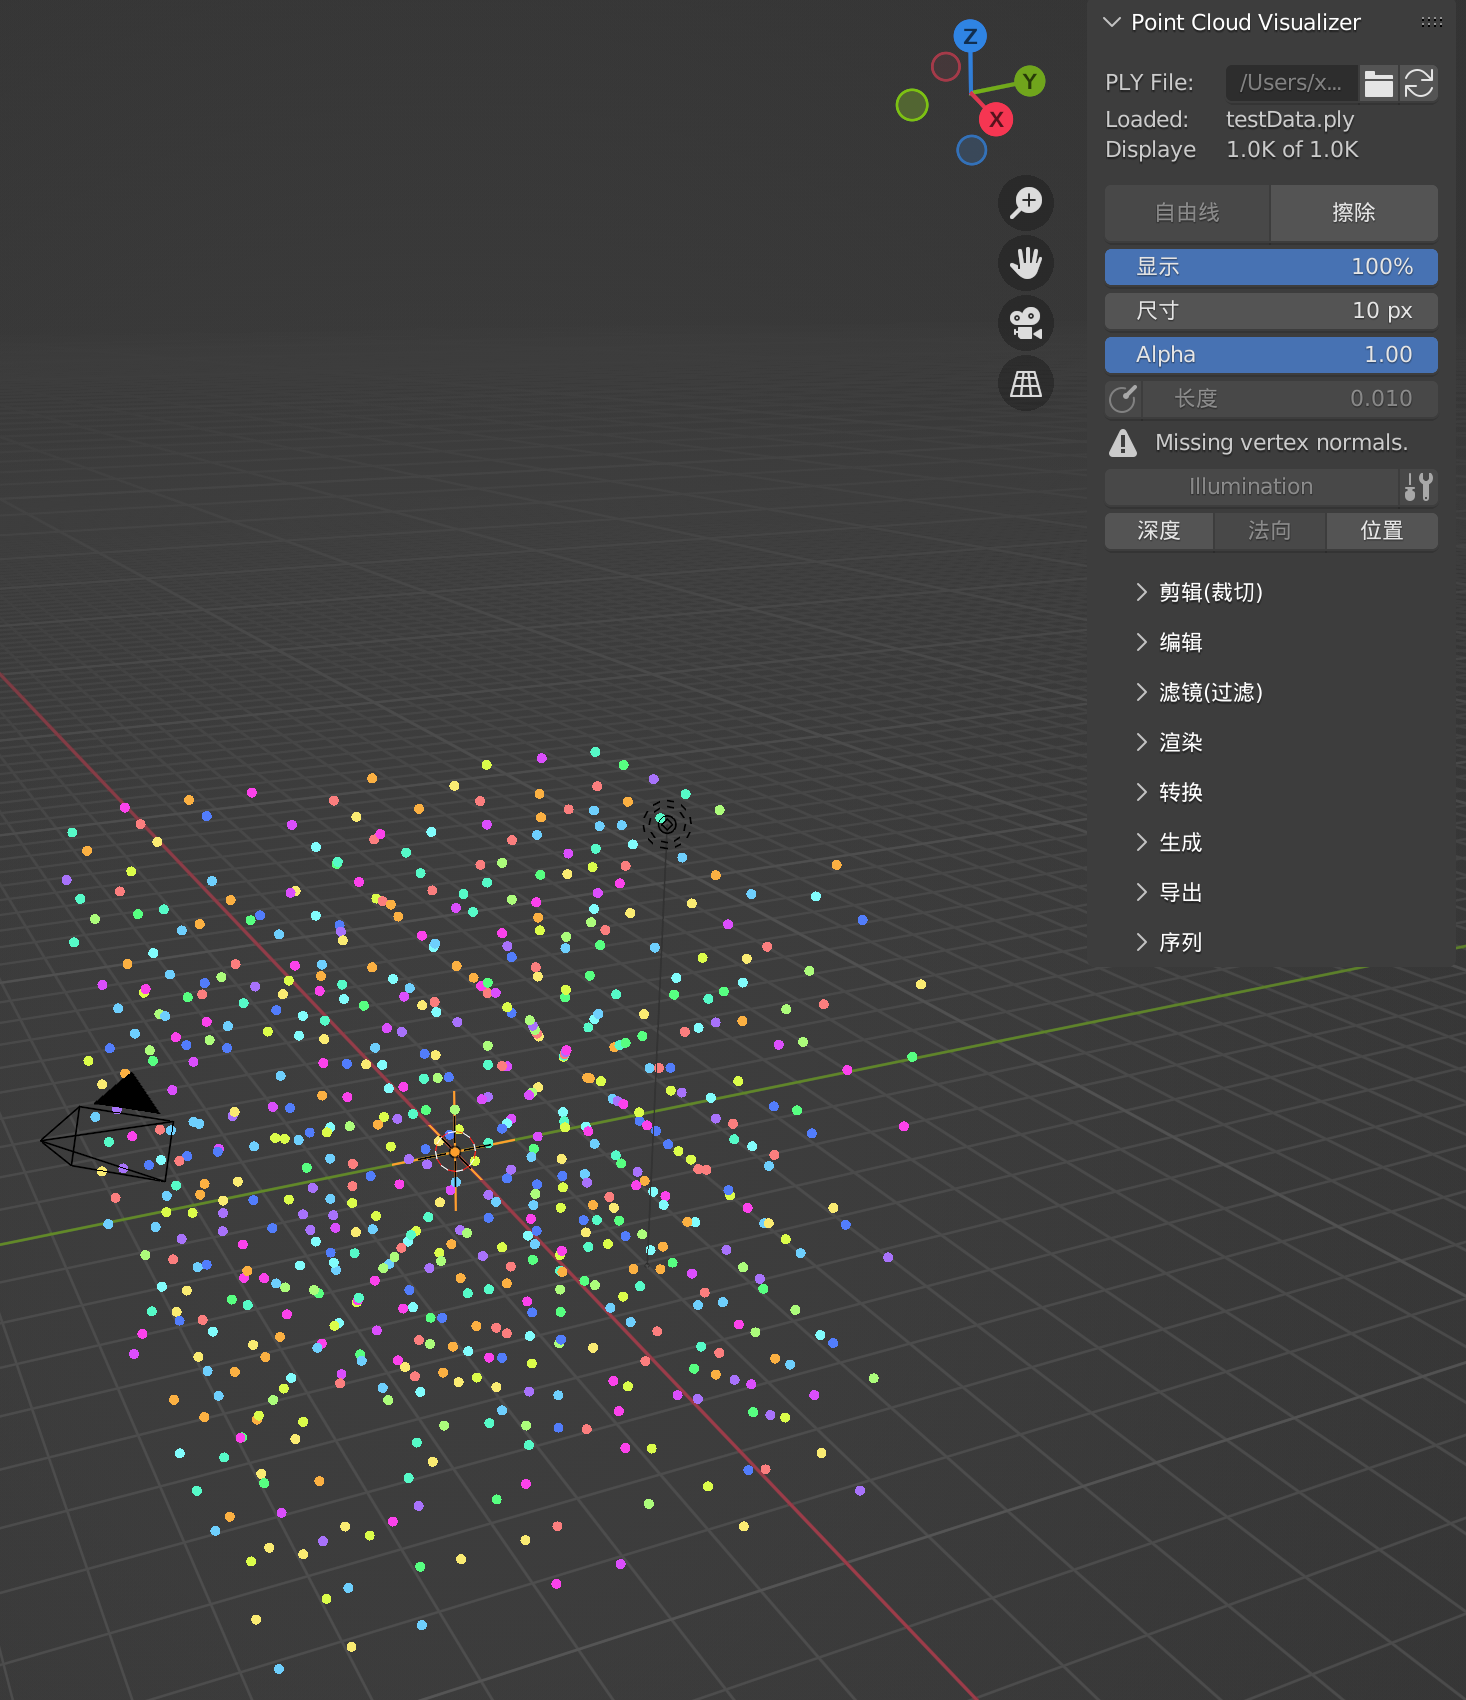 Point Cloud Visualizer
Z
Y
X
PLY File: /Users/x...
Loaded: testData.ply
Displaye 1.0K of 1.0K
自由线 擦除
显示 100%
尺寸 10 px
Alpha 1.00
长度 0.010
Missing vertex normals.
Illumination
深度 法向 位置
剪辑(裁切)
编辑
滤镜(过滤)
渲染
转换
生成
导出
序列